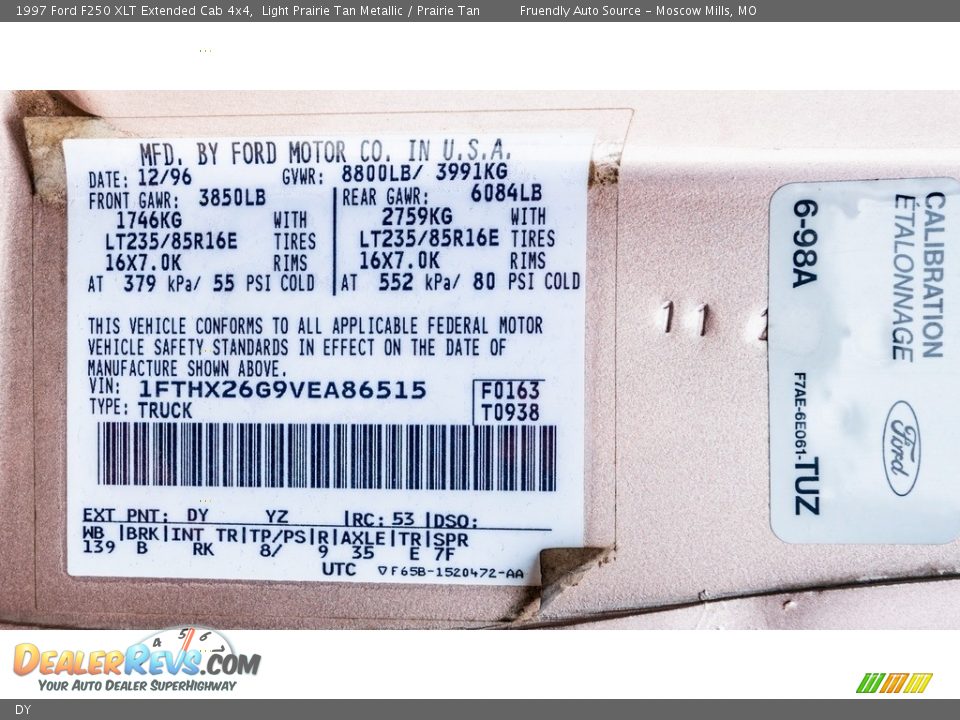 1997 Ford F250 XLT Extended Cab 4x4, Light Prairie Tan Metallic / Prairie Tan Fruendly Auto Source - Moscow Mills, MO
MFD. BY FORD MOTOR CO. IN U.S.A.
DATE: 12/96 GVWR: 8800LB/ 3991KG
FRONT GAWR: 3850LB REAR GAWR: 6084LB
1746KG WITH 2759KG WITH
LT235/85R16E TIRES LT235/85R16E TIRES
16X7.0K RIMS 16X7.0K RIMS
AT 379 kPa/ 55 PSI COLD AT 552 kPa/ 80 PSI COLD
THIS VEHICLE CONFORMS TO ALL APPLICABLE FEDERAL MOTOR
VEHICLE SAFETY STANDARDS IN EFFECT ON THE DATE OF
MANUFACTURE SHOWN ABOVE.
VIN: 1FTHX26G9VEA86515 F0163
TYPE: TRUCK T0938
EXT PNT: DY YZ RC: 53 DSO:
WB BRK INT TR TP/PS R AXLE TR SPR
139 B RK 8/ 9 35 E 7F
UTC F65B-1520472-AA
11
CALIBRATION
ÉTALONNAGE
Ford
6-98A
F7AE-6E061-TUZ
4 5 6 7
DEALERREVS.COM
YOUR AUTO DEALER SUPERHIGHWAY
DY